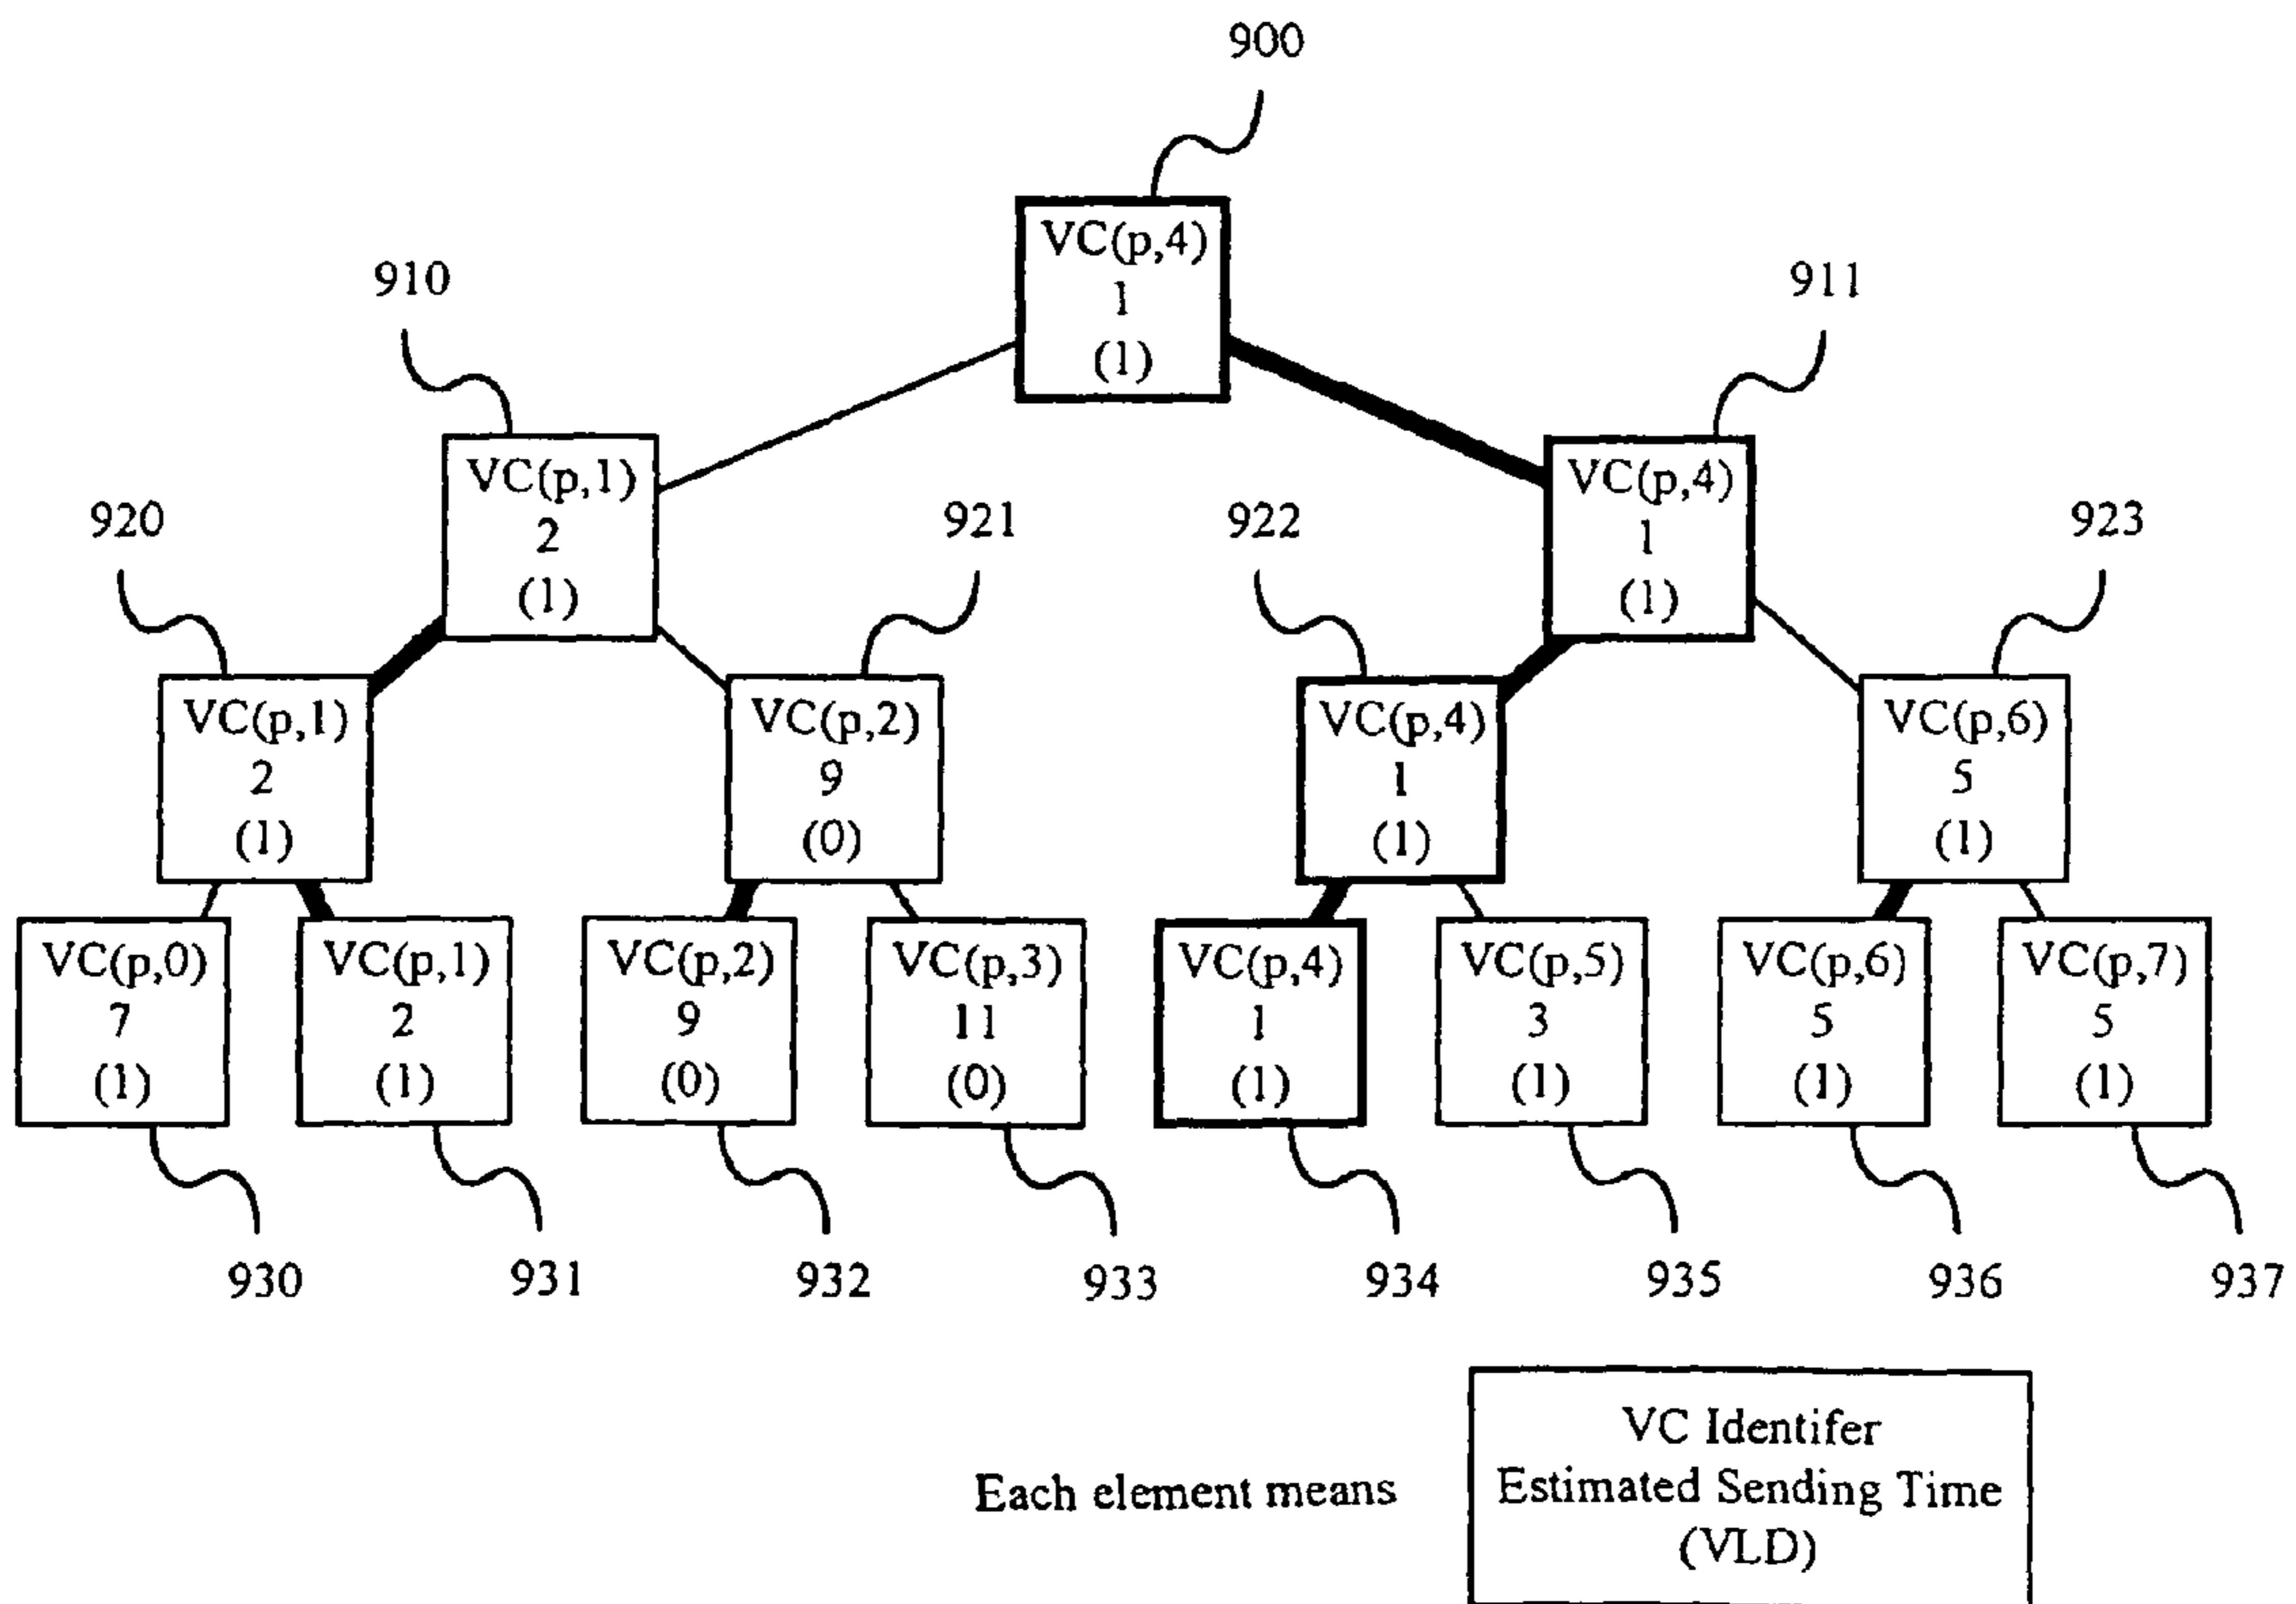 900
VC(p,4)
1
(1)
910
911
VC(p,1)
2
(1)
VC(p,4)
1
(1)
920
921
922
923
VC(p,1)
2
(1)
VC(p,2)
9
(0)
VC(p,4)
1
(1)
VC(p,6)
5
(1)
VC(p,0)
7
(1)
VC(p,1)
2
(1)
VC(p,2)
9
(0)
VC(p,3)
11
(0)
VC(p,4)
1
(1)
VC(p,5)
3
(1)
VC(p,6)
5
(1)
VC(p,7)
5
(1)
930
931
932
933
934
935
936
937
Each element means
VC Identifer
Estimated Sending Time
(VLD)